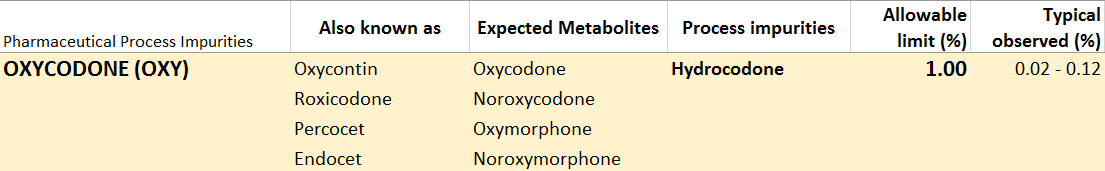 Pharmaceutical Process Impurities Also known as Expected Metabolites Process impurities Allowable limit (%) Typical observed (%)
OXYCODONE (OXY) Oxycontin Oxycodone Hydrocodone 1.00 0.02 - 0.12
Roxicodone Noroxycodone
Percocet Oxymorphone
Endocet Noroxymorphone